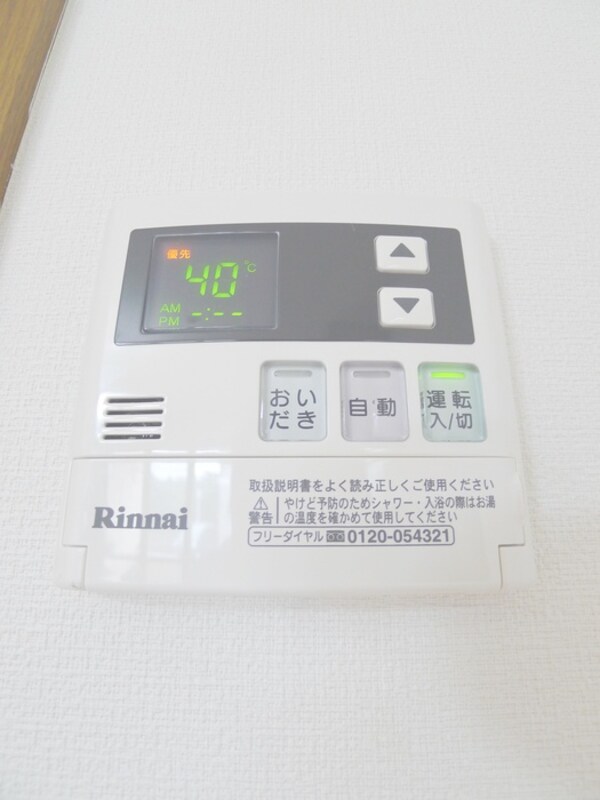 優先
40℃
AM
PM -:--
おい
だき
自動
運転
入/切
Rinnai
取扱説明書をよく読み正しくご使用ください
警告
やけど予防のためシャワー・入浴の際はお湯
の温度を確かめて使用してください
フリーダイヤル 0120-054321